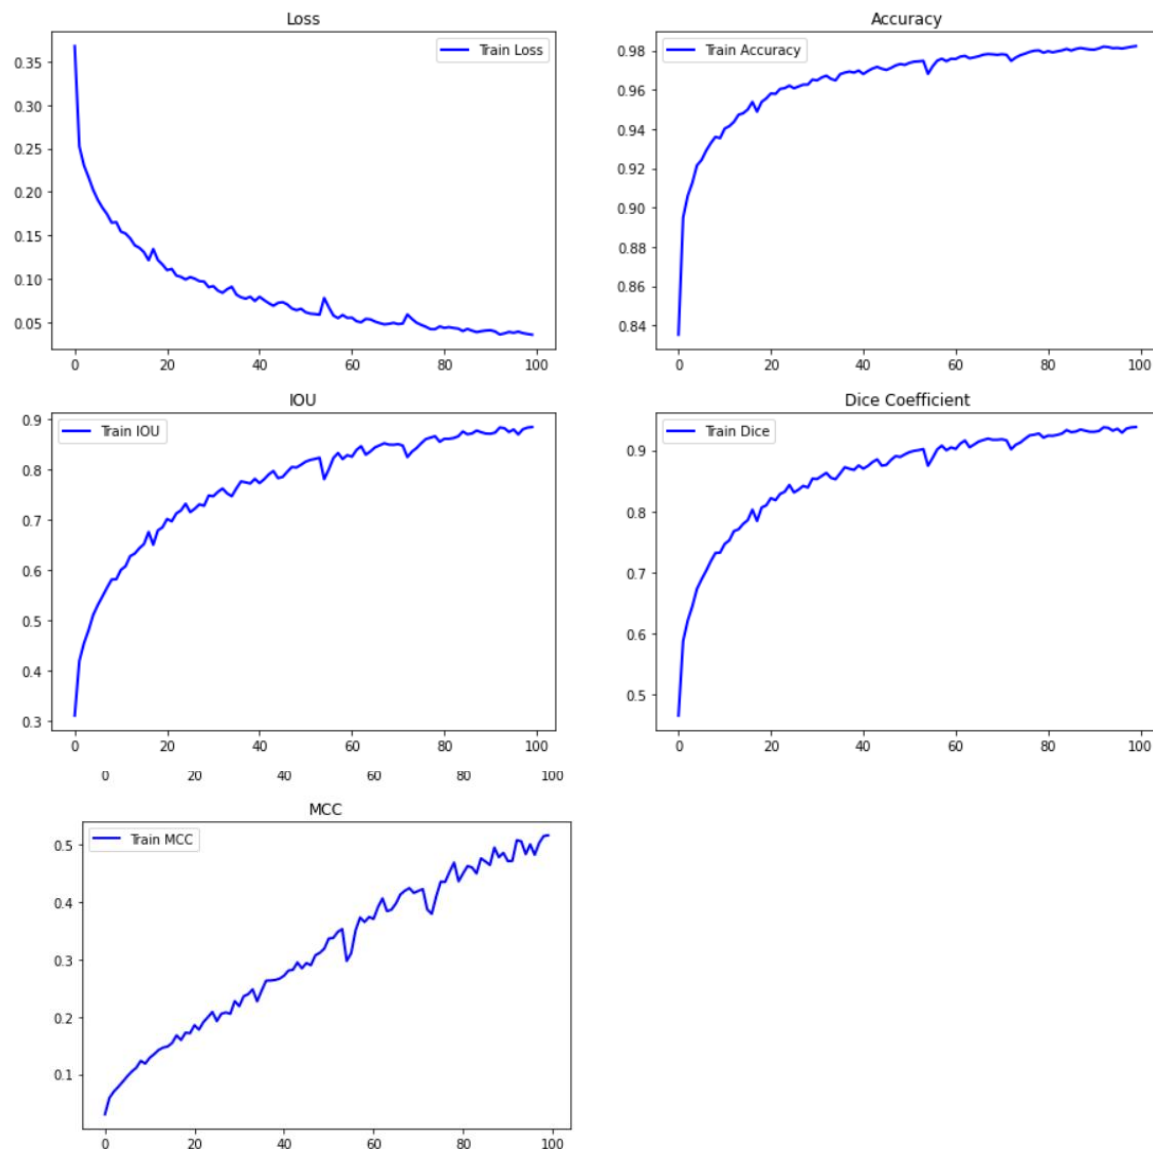 Loss
Train Loss
0.35
0.30
0.25
0.20
0.15
0.10
0.05
0 20 40 60 80 100
Accuracy
Train Accuracy
0.98
0.96
0.94
0.92
0.90
0.88
0.86
0.84
0 20 40 60 80 100
IOU
Train IOU
0.9
0.8
0.7
0.6
0.5
0.4
0.3
0 20 40 60 80 100
Dice Coefficient
Train Dice
0.9
0.8
0.7
0.6
0.5
0 20 40 60 80 100
0 20 40 60 80 100
MCC
Train MCC
0.5
0.4
0.3
0.2
0.1
0 20 40 60 80 100